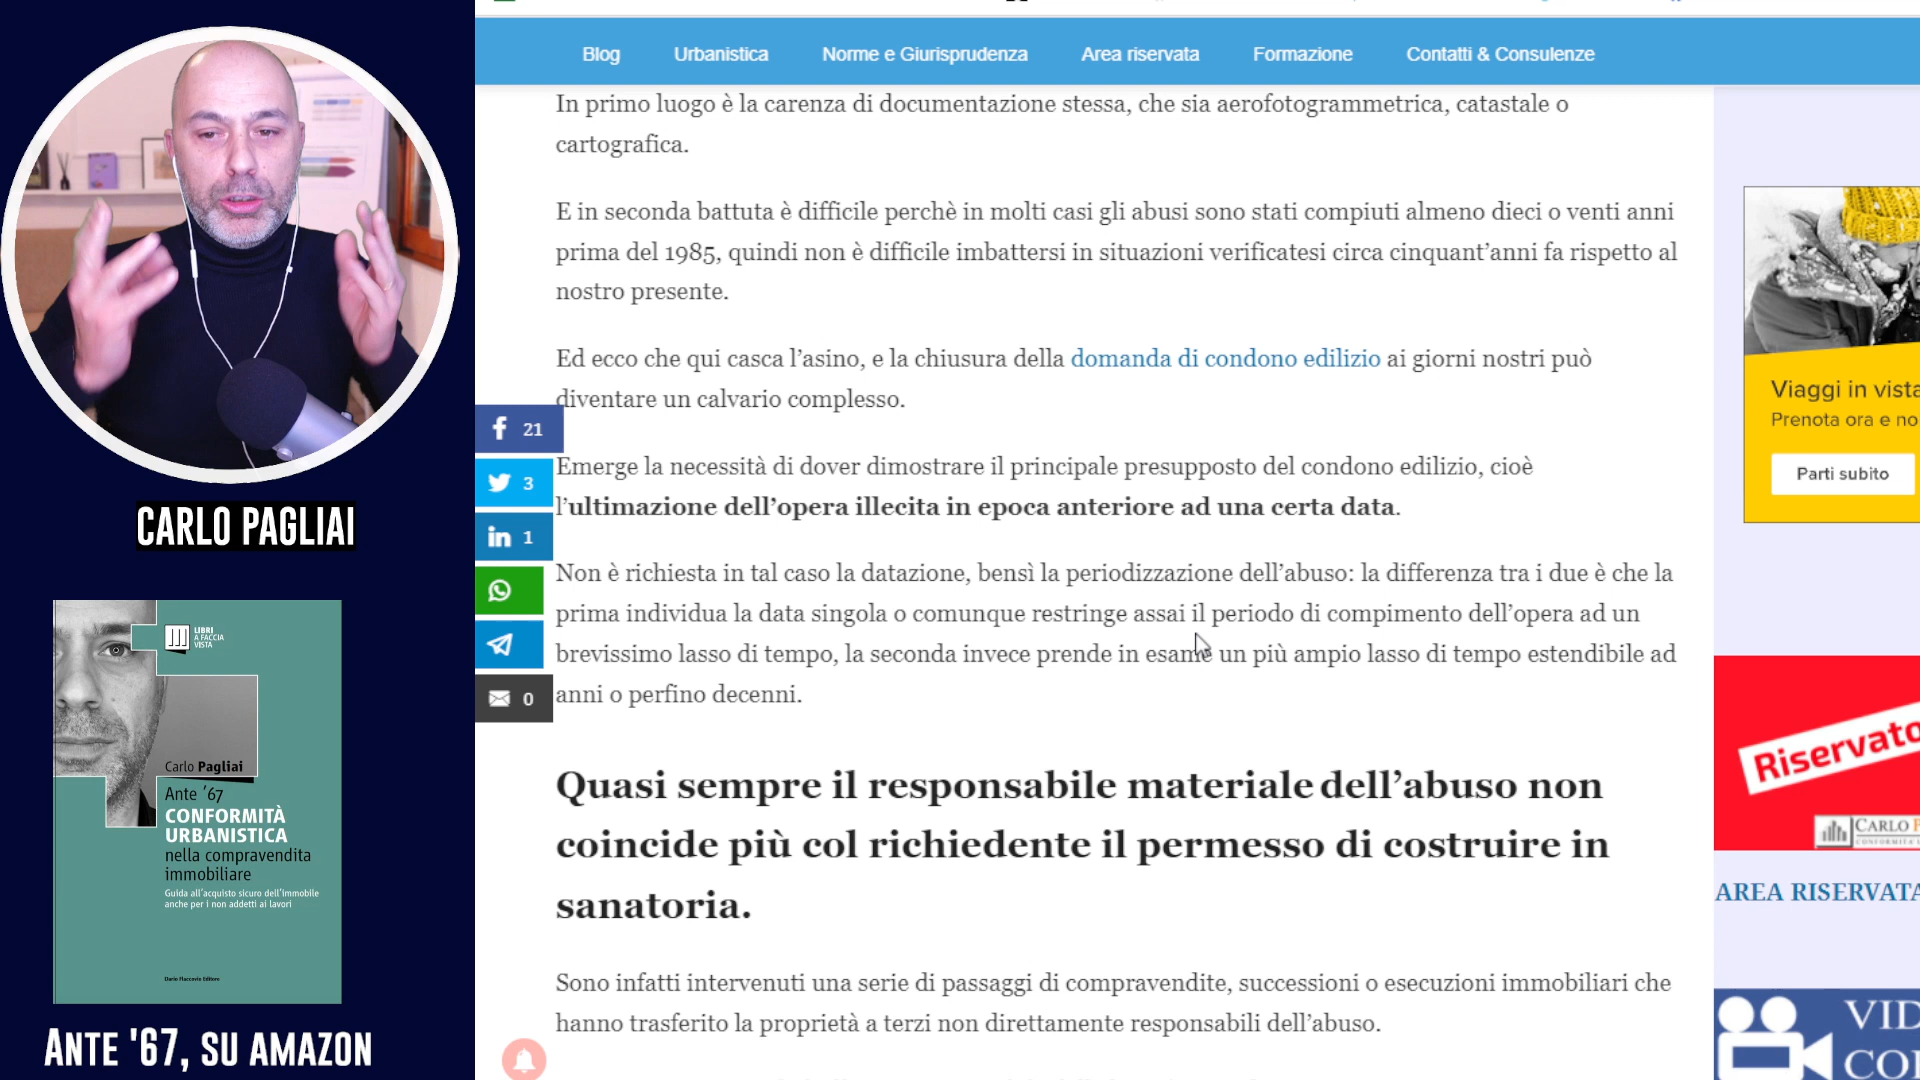 Blog
Urbanistica
Norme e Giurisprudenza
Area riservata
Formazione
Contatti & Consulenze
In primo luogo è la carenza di documentazione stessa, che sia aerofotogrammetrica, catastale o
cartografica.
E in seconda battuta è difficile perchè in molti casi gli abusi sono stati compiuti almeno dieci o venti anni
prima del 1985, quindi non è difficile imbattersi in situazioni verificatesi circa cinquant’anni fa rispetto al
nostro presente.
Ed ecco che qui casca l’asino, e la chiusura della domanda di condono edilizio ai giorni nostri può
diventare un calvario complesso.
Emerge la necessità di dover dimostrare il principale presupposto del condono edilizio, cioè
l’ultimazione dell’opera illecita in epoca anteriore ad una certa data.
Non è richiesta in tal caso la datazione, bensì la periodizzazione dell’abuso: la differenza tra i due è che la
prima individua la data singola o comunque restringe assai il periodo di compimento dell’opera ad un
brevissimo lasso di tempo, la seconda invece prende in esame un più ampio lasso di tempo estendibile ad
anni o perfino decenni.
Quasi sempre il responsabile materiale dell’abuso non
coincide più col richiedente il permesso di costruire in
sanatoria.
Sono infatti intervenuti una serie di passaggi di compravendite, successioni o esecuzioni immobiliari che
hanno trasferito la proprietà a terzi non direttamente responsabili dell’abuso.
21
3
in 1
0
CARLO PAGLIAI
LIBRI
A FACCIA
VISTA
Carlo Pagliai
Ante '67
CONFORMITÀ
URBANISTICA
nella compravendita
immobiliare
Guida all'acquisto sicuro dell'immobile
anche per i non addetti ai lavori
Dario Flaccovio Editore
ANTE '67, SU AMAZON
Viaggi in vista
Prenota ora e no
Parti subito
Riservato
CARLO P
AREA RISERVATA
VID
COI